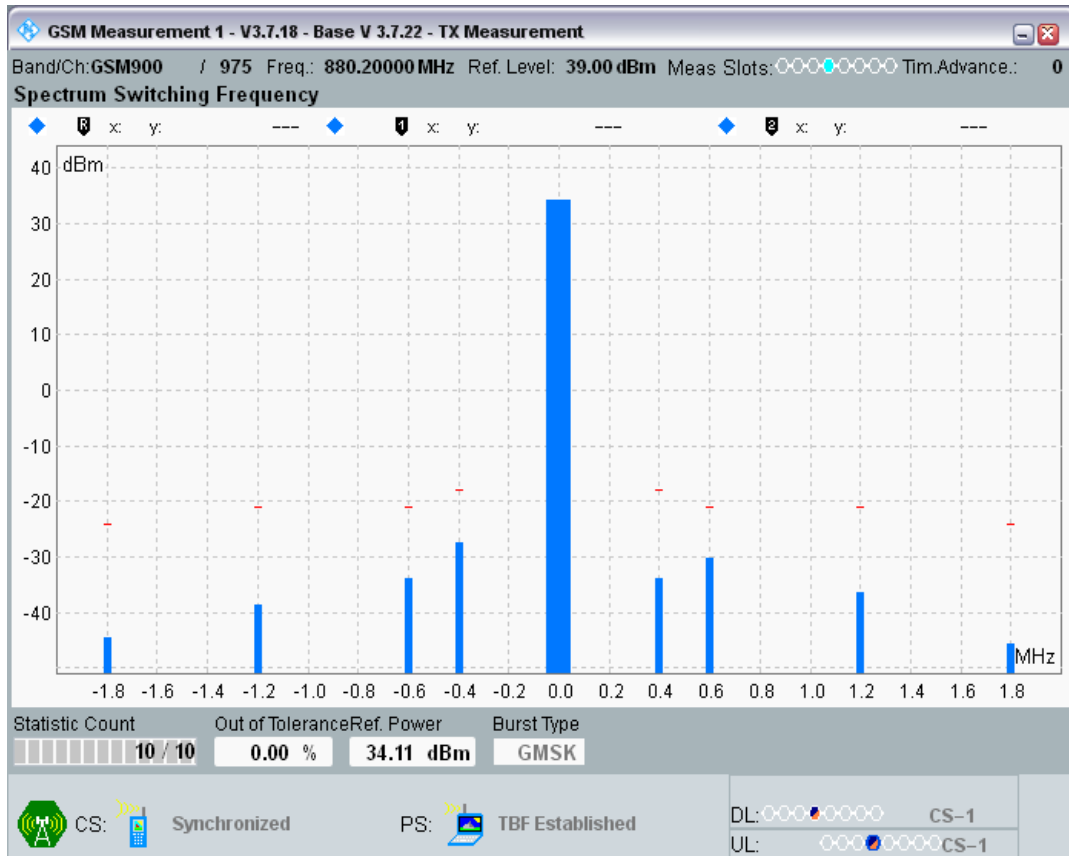 GSM Measurement 1 - V3.7.18 - Base V 3.7.22 - TX Measurement
Band/Ch:GSM900 / 975 Freq.: 880.20000 MHz Ref. Level: 39.00 dBm Meas Slots: Tim.Advance.: 0
Spectrum Switching Frequency
R x: y: --- 1 x: y: --- 2 x: y: ---
dBm
40
30
20
10
0
-10
-20
-30
-40
MHz
-1.8 -1.6 -1.4 -1.2 -1.0 -0.8 -0.6 -0.4 -0.2 0.0 0.2 0.4 0.6 0.8 1.0 1.2 1.4 1.6 1.8
Statistic Count Out of Tolerance Ref. Power Burst Type
10 / 10 0.00 % 34.11 dBm GMSK
CS: Synchronized PS: TBF Established
DL: CS-1
UL: CS-1